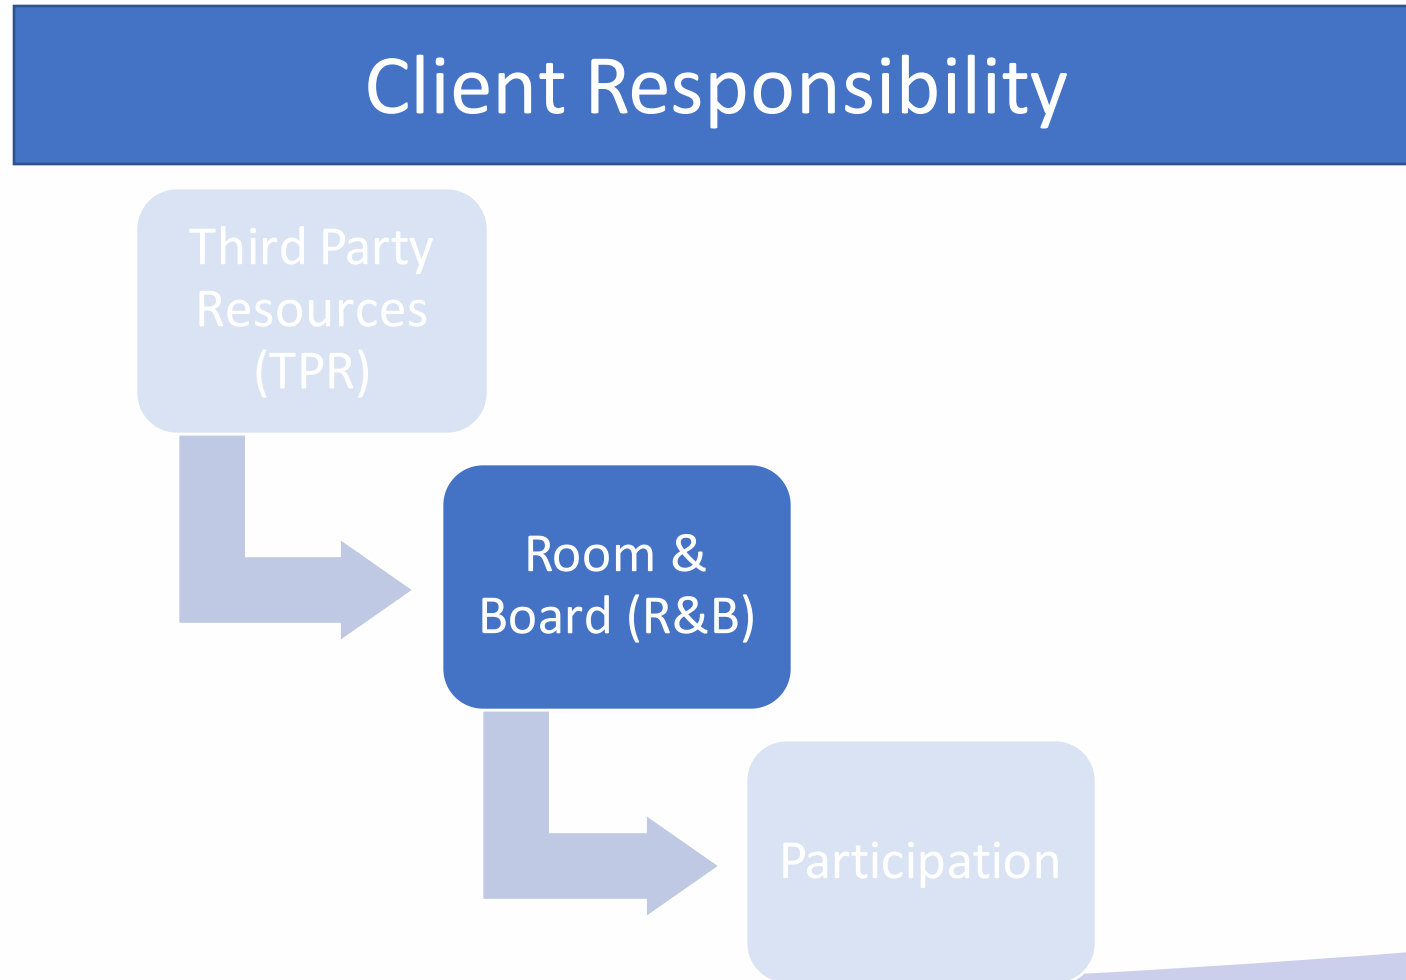 Client Responsibility
Third Party
Resources
(TPR)
Room &
Board (R&B)
Participation